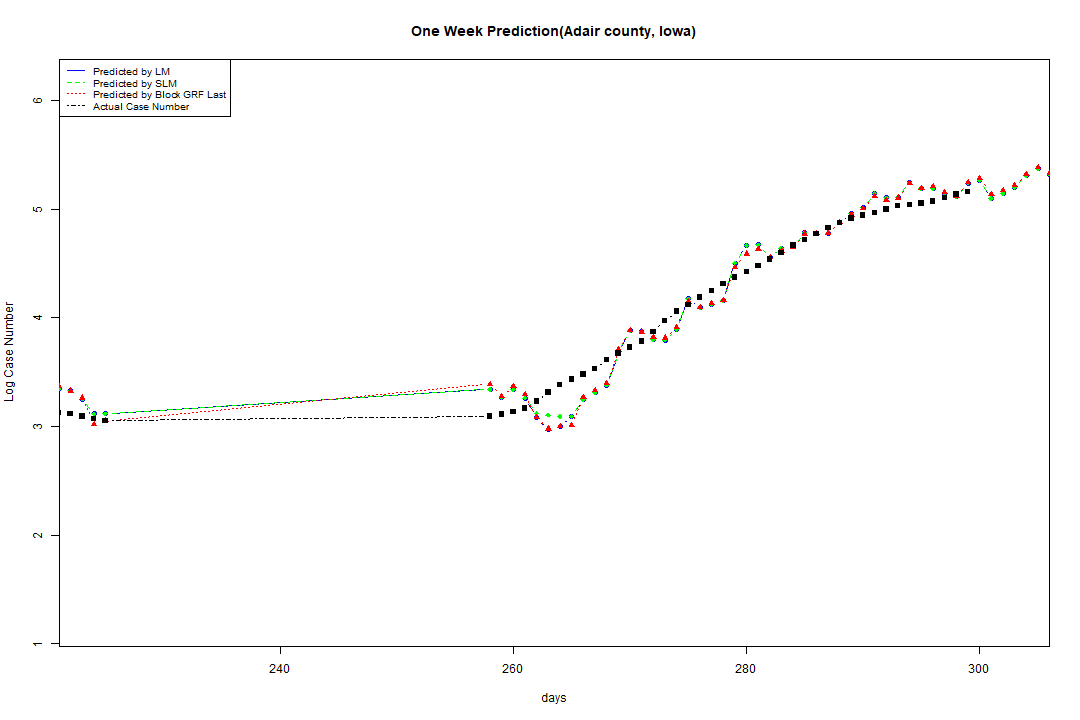 One Week Prediction(Adair county, Iowa)
Predicted by LM
Predicted by SLM
Predicted by Block GRF Last
Actual Case Number
6
5
4
3
2
1
Log Case Number
240 260 280 300
days